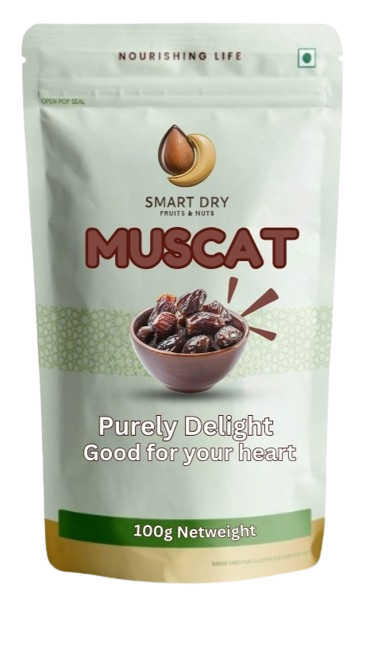 NOURISHING LIFE
OPEN POP SEAL
SMART DRY
FRUITS & NUTS
MUSCAT
Purely Delight
Good for your heart
100g Netweight